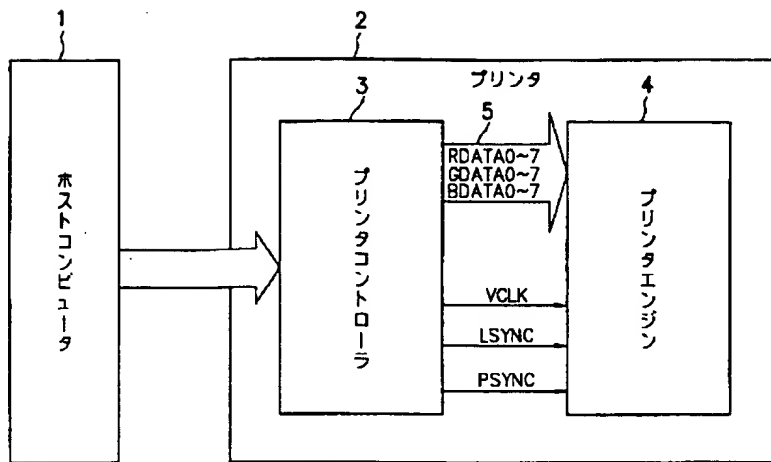 1
2
プリンタ
3
5
4
RDATA0~7
GDATA0~7
BDATA0~7
ホストコンピュータ
プリンタコントローラ
プリンタエンジン
VCLK
LSYNC
PSYNC